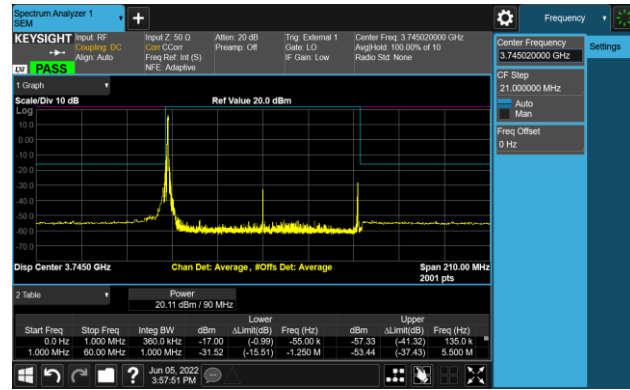 Spectrum Analyzer 1
SEM
Frequency
KEYSIGHT
Input: RF
Coupling: DC
Align: Auto
Input Z: 50 Ω
Corr CCorr
Freq Ref: Int (S)
NFE: Adaptive
Atten: 20 dB
Preamp: Off
Trig: External 1
Gate: LO
IF Gain: Low
Center Freq: 3.745020000 GHz
Avg|Hold: 100.00% of 10
Radio Std: None
LXI
PASS
Center Frequency
3.745020000 GHz
Settings
CF Step
21.000000 MHz
Auto
Man
Freq Offset
0 Hz
1 Graph
Scale/Div 10 dB
Ref Value 20.0 dBm
Log
10.0
0.00
-10.0
-20.0
-30.0
-40.0
-50.0
-60.0
-70.0
Disp Center 3.7450 GHz
Chan Det: Average , #Offs Det: Average
Span 210.00 MHz
2001 pts
2 Table
Power
20.11 dBm / 90 MHz
Lower Upper
Start Freq Stop Freq Integ BW dBm ΔLimit(dB) Freq (Hz) dBm ΔLimit(dB) Freq (Hz)
0.0 Hz 1.000 MHz 360.0 kHz -17.00 (-0.99) -55.00 k -57.33 (-41.32) 135.0 k
1.000 MHz 60.00 MHz 1.000 MHz -31.52 (-15.51) -1.250 M -53.44 (-37.43) 5.500 M
?
Jun 05, 2022
3:57:51 PM